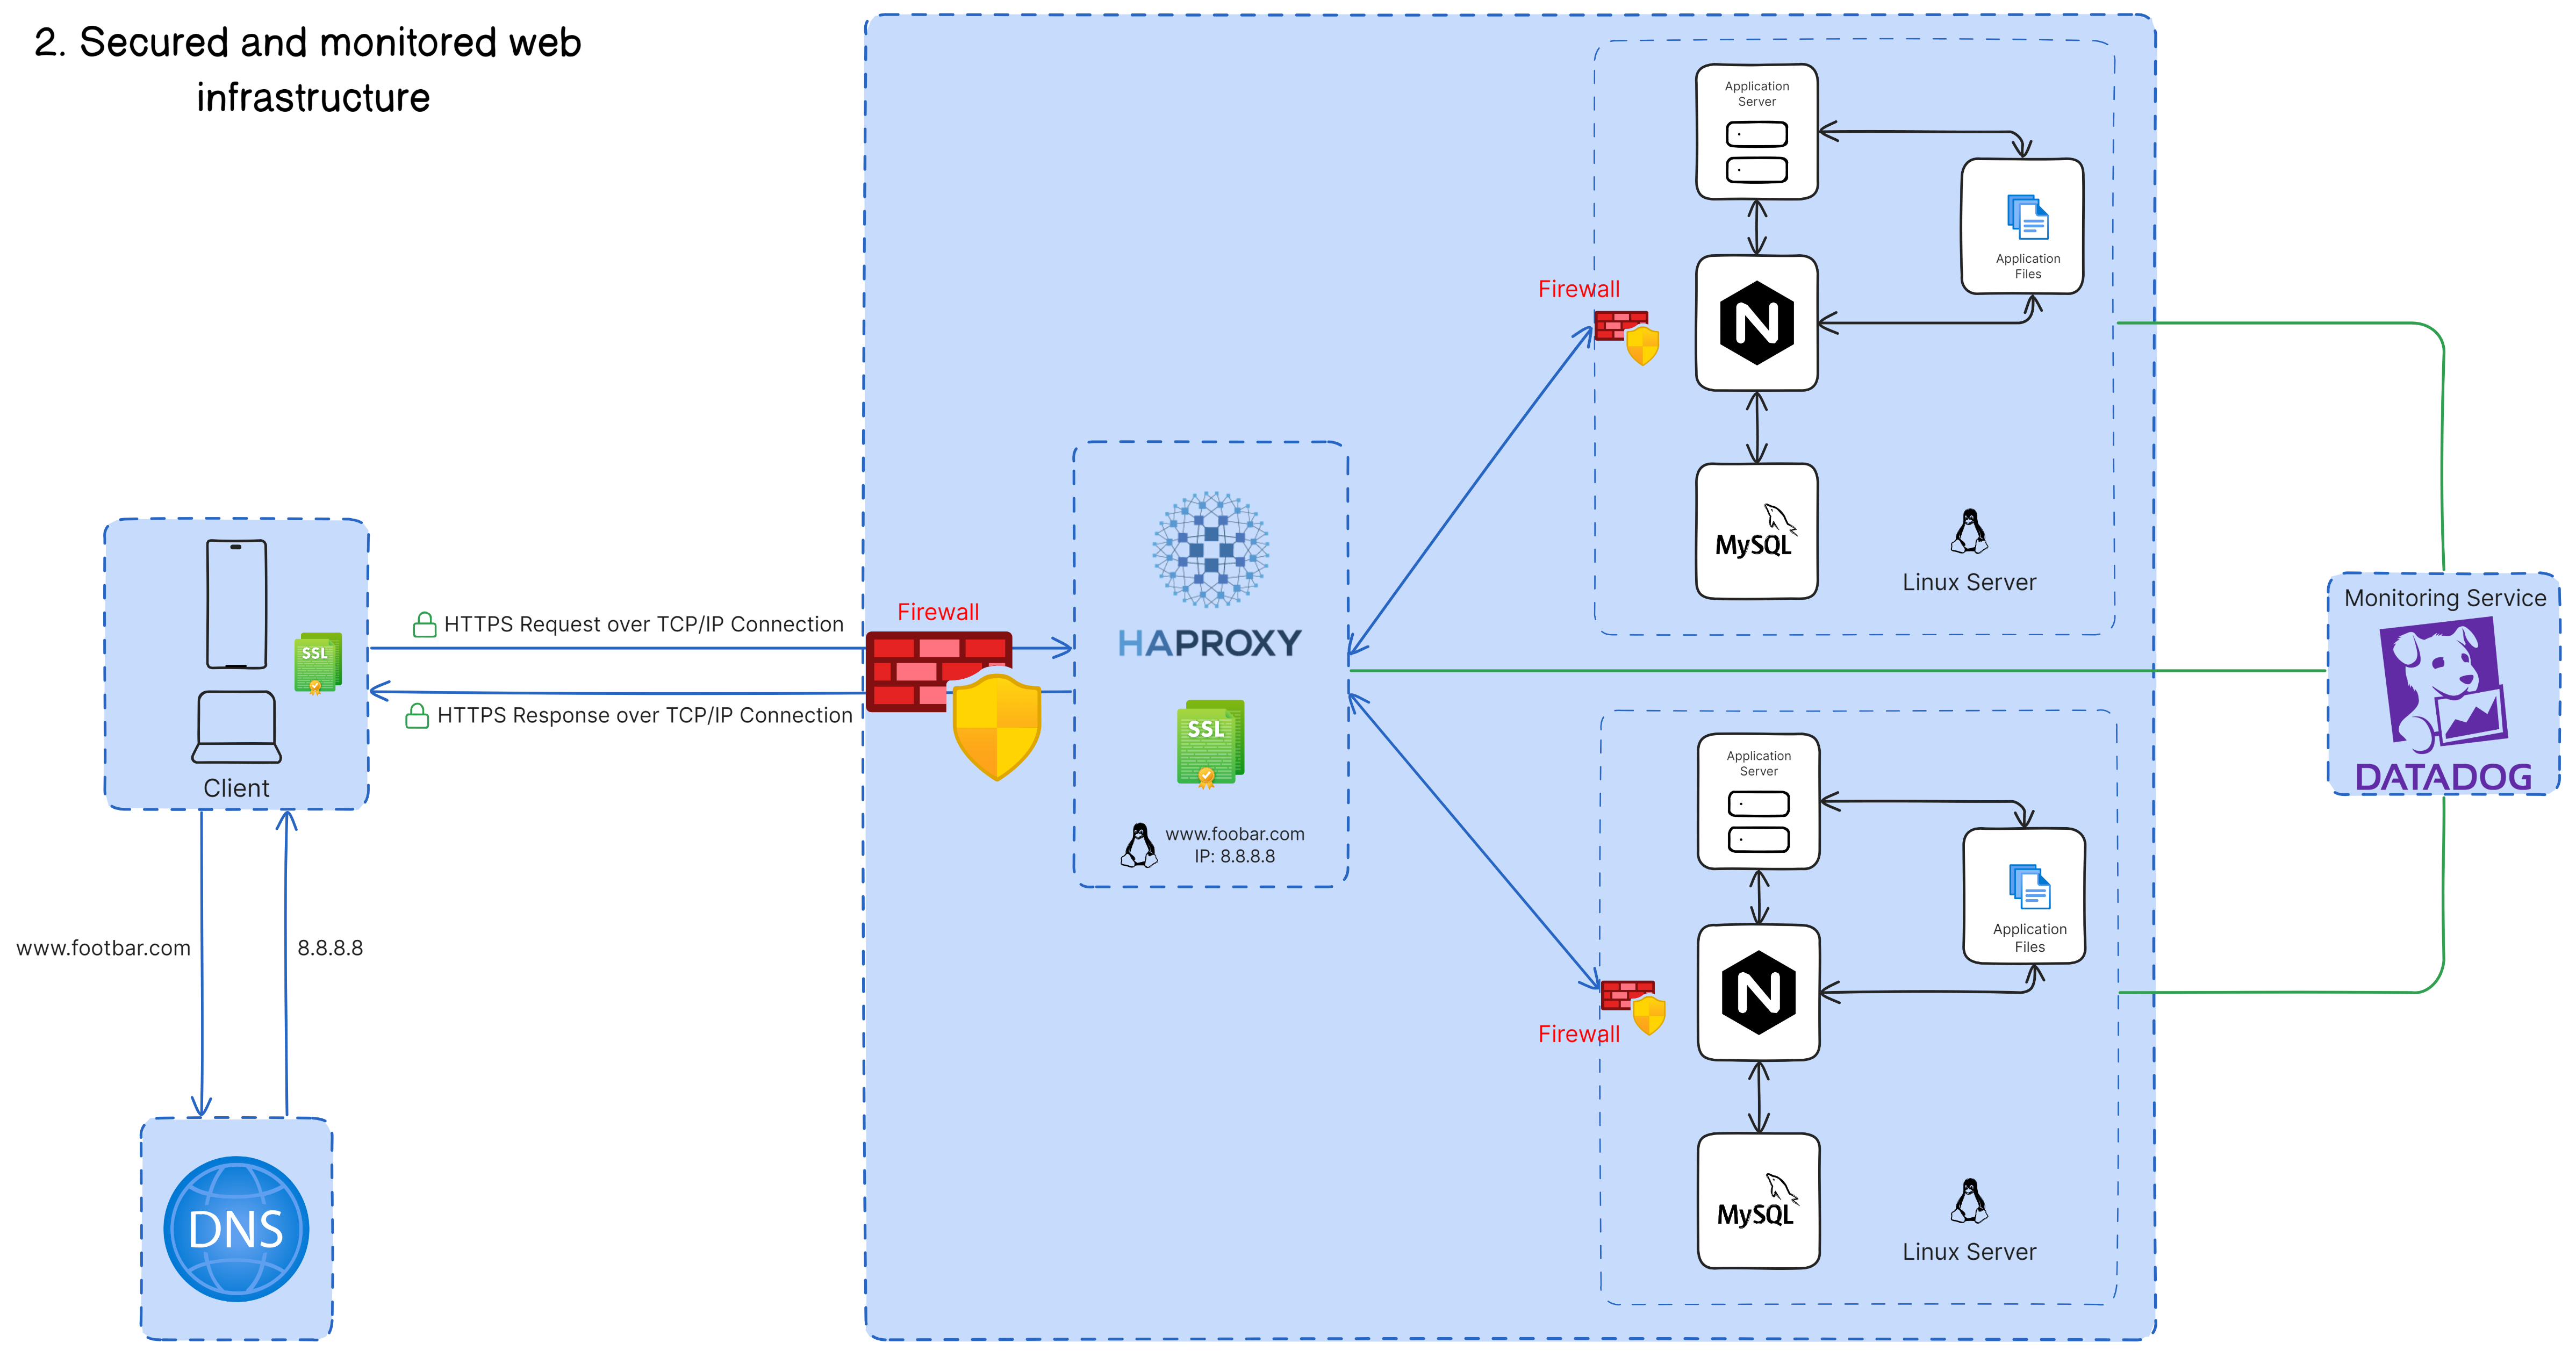 2. Secured and monitored web
infrastructure
Application
Server
Application
Files
Firewall
N
MySQL
Linux Server
Monitoring Service
DATADOG
Firewall
HTTPS Request over TCP/IP Connection
HTTPS Response over TCP/IP Connection
SSL
Client
HAPROXY
SSL
www.foobar.com
IP: 8.8.8.8
www.footbar.com
8.8.8.8
DNS
Application
Server
Application
Files
Firewall
N
MySQL
Linux Server